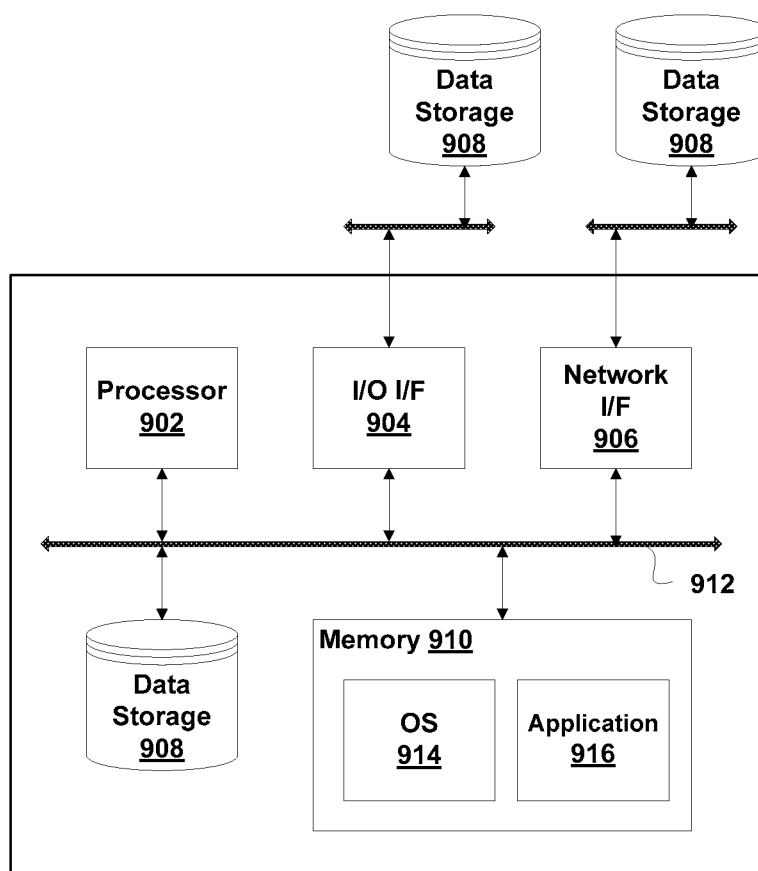 Data
Storage
908
Data
Storage
908
Processor
902
I/O I/F
904
Network
I/F
906
912
Data
Storage
908
Memory 910
OS
914
Application
916